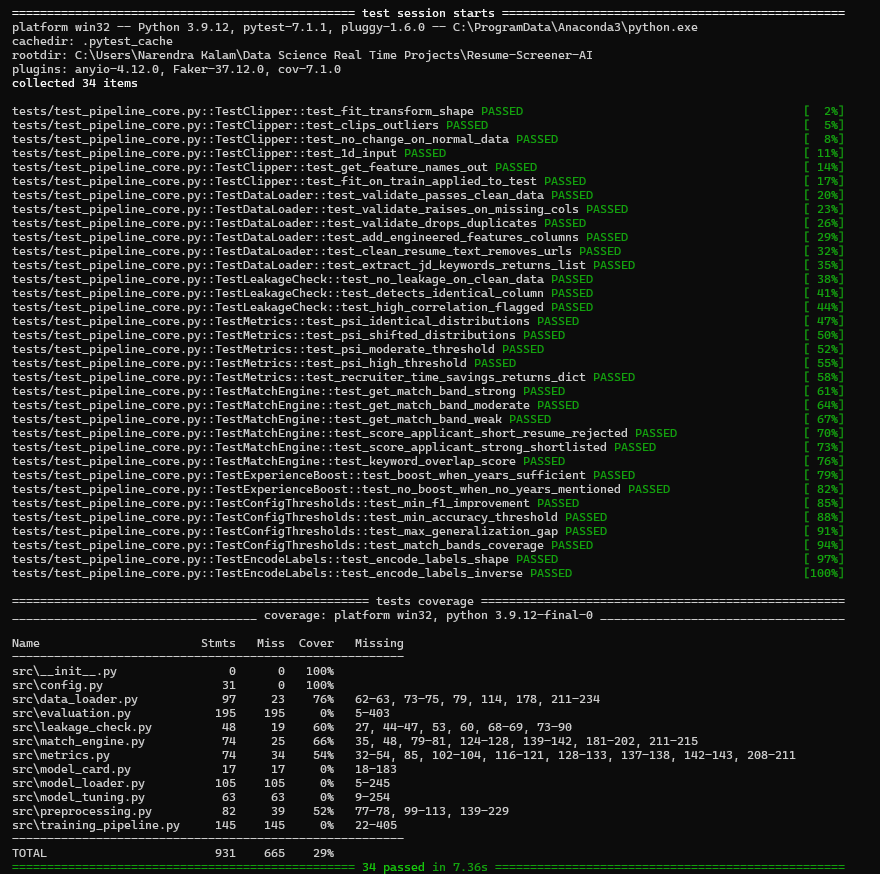 ============================================= test session starts =============================================
platform win32 -- Python 3.9.12, pytest-7.1.1, pluggy-1.6.0 -- C:\ProgramData\Anaconda3\python.exe
cachedir: .pytest_cache
rootdir: C:\Users\Narendra Kalam\Data Science Real Time Projects\Resume-Screener-AI
plugins: anyio-4.12.0, Faker-37.12.0, cov-7.1.0
collected 34 items
tests/test_pipeline_core.py::TestClipper::test_fit_transform_shape PASSED [  2%]
tests/test_pipeline_core.py::TestClipper::test_clips_outliers PASSED [  5%]
tests/test_pipeline_core.py::TestClipper::test_no_change_on_normal_data PASSED [  8%]
tests/test_pipeline_core.py::TestClipper::test_1d_input PASSED [ 11%]
tests/test_pipeline_core.py::TestClipper::test_get_feature_names_out PASSED [ 14%]
tests/test_pipeline_core.py::TestClipper::test_fit_on_train_applied_to_test PASSED [ 17%]
tests/test_pipeline_core.py::TestDataLoader::test_validate_passes_clean_data PASSED [ 20%]
tests/test_pipeline_core.py::TestDataLoader::test_validate_raises_on_missing_cols PASSED [ 23%]
tests/test_pipeline_core.py::TestDataLoader::test_validate_drops_duplicates PASSED [ 26%]
tests/test_pipeline_core.py::TestDataLoader::test_add_engineered_features_columns PASSED [ 29%]
tests/test_pipeline_core.py::TestDataLoader::test_clean_resume_text_removes_urls PASSED [ 32%]
tests/test_pipeline_core.py::TestDataLoader::test_extract_jd_keywords_returns_list PASSED [ 35%]
tests/test_pipeline_core.py::TestLeakageCheck::test_no_leakage_on_clean_data PASSED [ 38%]
tests/test_pipeline_core.py::TestLeakageCheck::test_detects_identical_column PASSED [ 41%]
tests/test_pipeline_core.py::TestLeakageCheck::test_high_correlation_flagged PASSED [ 44%]
tests/test_pipeline_core.py::TestMetrics::test_psi_identical_distributions PASSED [ 47%]
tests/test_pipeline_core.py::TestMetrics::test_psi_shifted_distributions PASSED [ 50%]
tests/test_pipeline_core.py::TestMetrics::test_psi_moderate_threshold PASSED [ 52%]
tests/test_pipeline_core.py::TestMetrics::test_psi_high_threshold PASSED [ 55%]
tests/test_pipeline_core.py::TestMetrics::test_recruiter_time_savings_returns_dict PASSED [ 58%]
tests/test_pipeline_core.py::TestMatchEngine::test_get_match_band_strong PASSED [ 61%]
tests/test_pipeline_core.py::TestMatchEngine::test_get_match_band_moderate PASSED [ 64%]
tests/test_pipeline_core.py::TestMatchEngine::test_get_match_band_weak PASSED [ 67%]
tests/test_pipeline_core.py::TestMatchEngine::test_score_applicant_short_resume_rejected PASSED [ 70%]
tests/test_pipeline_core.py::TestMatchEngine::test_score_applicant_strong_shortlisted PASSED [ 73%]
tests/test_pipeline_core.py::TestMatchEngine::test_keyword_overlap_score PASSED [ 76%]
tests/test_pipeline_core.py::TestExperienceBoost::test_boost_when_years_sufficient PASSED [ 79%]
tests/test_pipeline_core.py::TestExperienceBoost::test_no_boost_when_no_years_mentioned PASSED [ 82%]
tests/test_pipeline_core.py::TestConfigThresholds::test_min_f1_improvement PASSED [ 85%]
tests/test_pipeline_core.py::TestConfigThresholds::test_min_accuracy_threshold PASSED [ 88%]
tests/test_pipeline_core.py::TestConfigThresholds::test_max_generalization_gap PASSED [ 91%]
tests/test_pipeline_core.py::TestConfigThresholds::test_match_bands_coverage PASSED [ 94%]
tests/test_pipeline_core.py::TestEncodeLabels::test_encode_labels_shape PASSED [ 97%]
tests/test_pipeline_core.py::TestEncodeLabels::test_encode_labels_inverse PASSED [100%]
=============================================== tests coverage ===============================================
_______________________________ coverage: platform win32, python 3.9.12-final-0 _______________________________
Name                       Stmts   Miss  Cover   Missing
--------------------------------------------------------
src\__init__.py                0      0   100%
src\config.py                 31      0   100%
src\data_loader.py            97     23    76%   62-63, 73-75, 79, 114, 178, 211-234
src\evaluation.py            195    195     0%   5-403
src\leakage_check.py          48     19    60%   27, 44-47, 53, 60, 68-69, 73-90
src\match_engine.py           74     25    66%   35, 48, 79-81, 124-128, 139-142, 181-202, 211-215
src\metrics.py                74     34    54%   32-54, 85, 102-104, 116-121, 128-133, 137-138, 142-143, 208-211
src\model_card.py             17     17     0%   18-183
src\model_loader.py          105    105     0%   5-245
src\model_tuning.py           63     63     0%   9-254
src\preprocessing.py          82     39    52%   77-78, 99-113, 139-229
src\training_pipeline.py     145    145     0%   22-405
--------------------------------------------------------
TOTAL                        931    665    29%
============================================= 34 passed in 7.36s =============================================